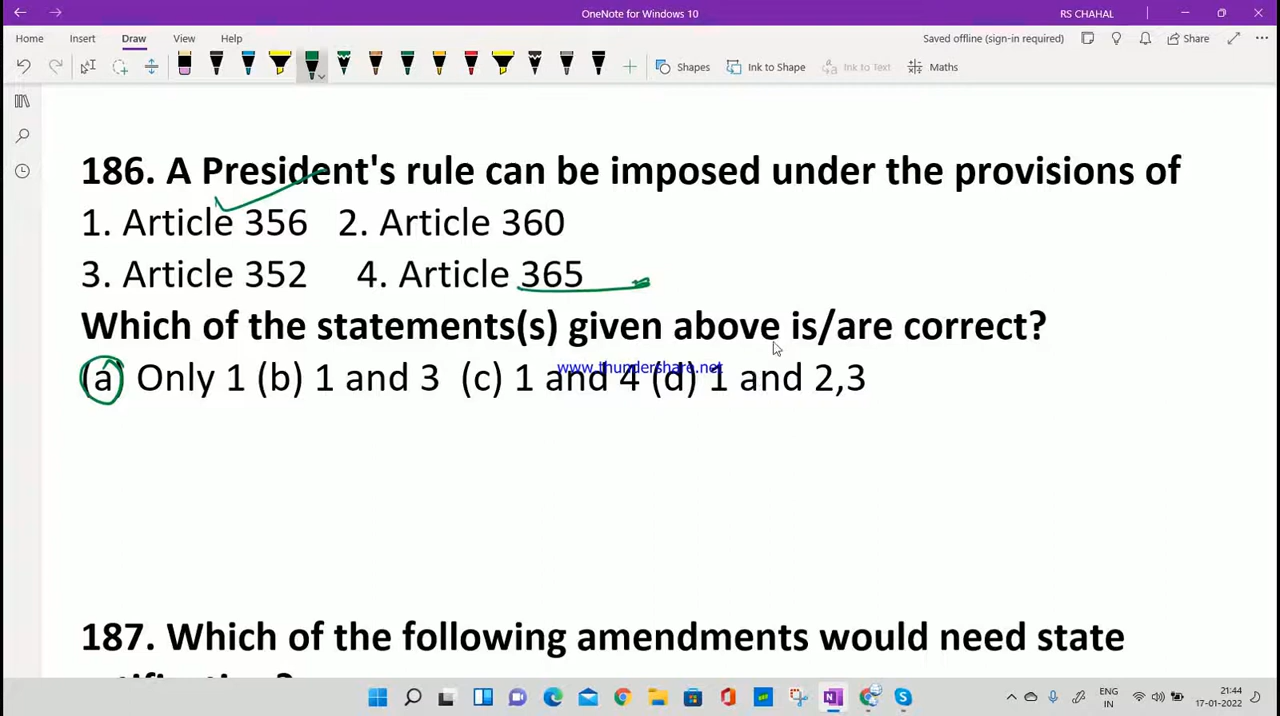 OneNote for Windows 10
RS CHAHAL
Home Insert Draw View Help
Saved offline (sign-in required)
Share
Shapes Ink to Shape Ink to Text Maths
186. A President's rule can be imposed under the provisions of
1. Article 356 2. Article 360
3. Article 352 4. Article 365
Which of the statements(s) given above is/are correct?
www.thundershare.net
(a) Only 1 (b) 1 and 3 (c) 1 and 4 (d) 1 and 2,3
187. Which of the following amendments would need state
ENG
IN
21:44
17-01-2022